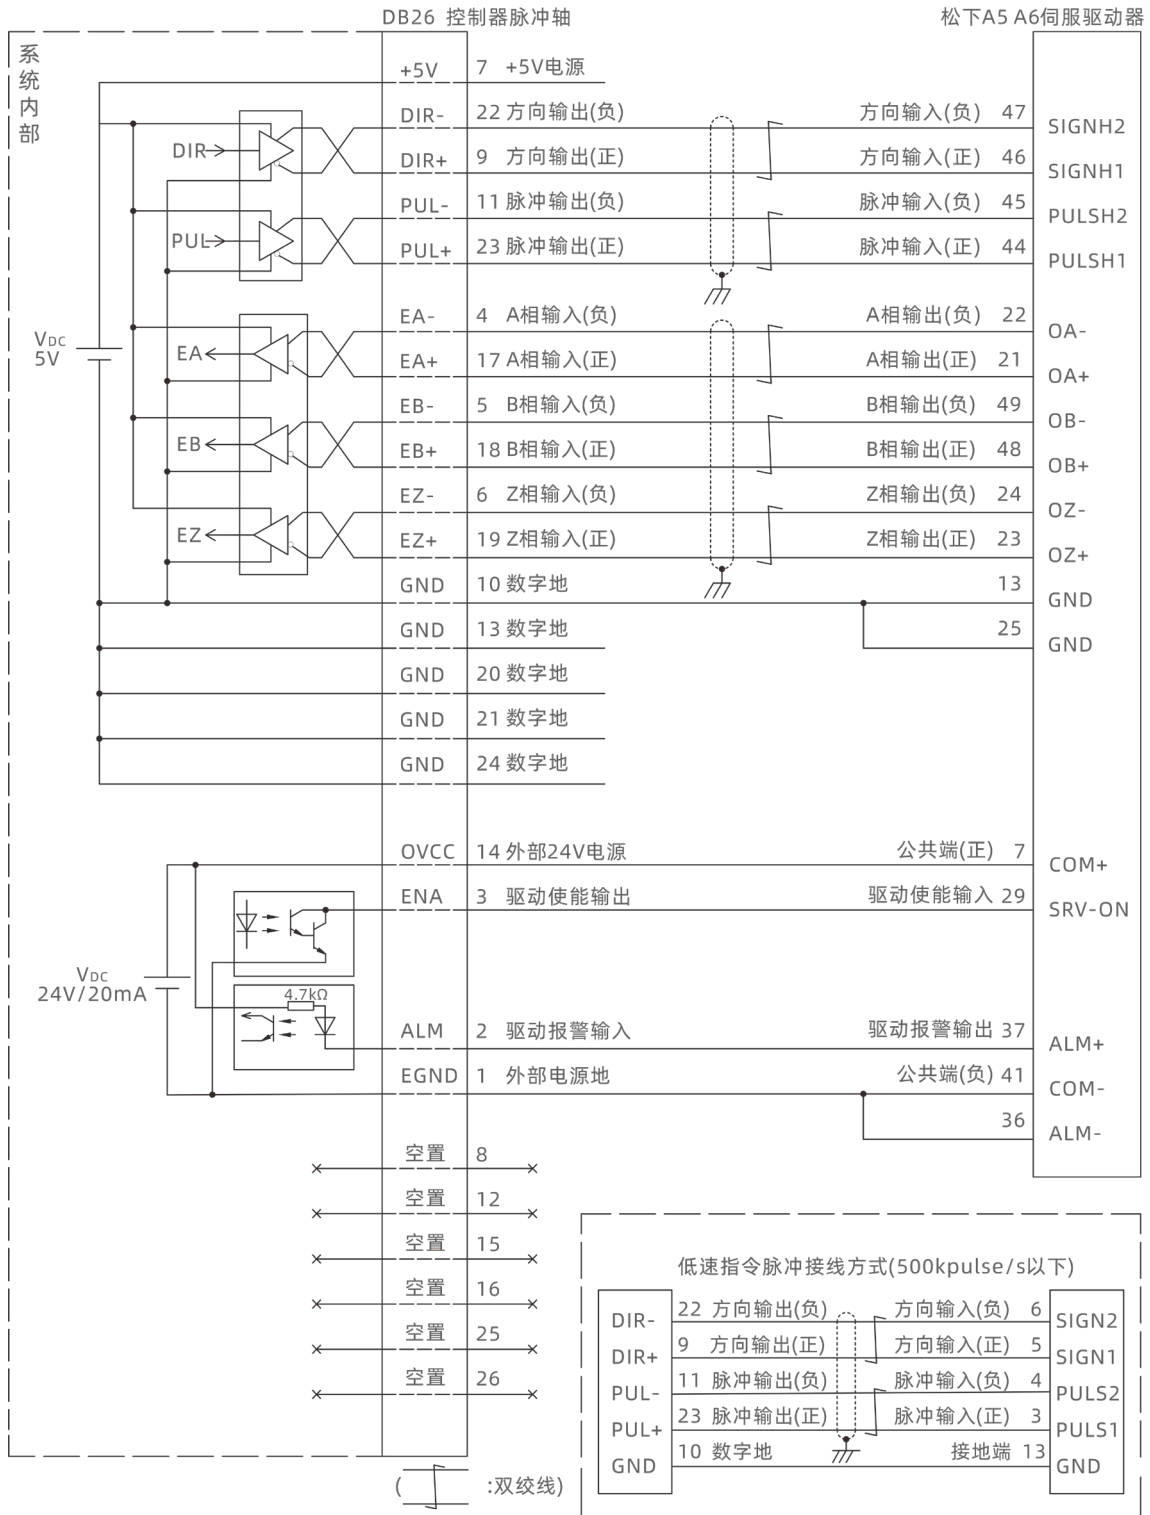 DB26 控制器脉冲轴 松下A5 A6伺服驱动器
系统内部
+5V 7 +5V电源
DIR- 22 方向输出(负) 方向输入(负) 47 SIGNH2
DIR
DIR+ 9 方向输出(正) 方向输入(正) 46 SIGNH1
PUL- 11 脉冲输出(负) 脉冲输入(负) 45 PULSH2
PUL
PUL+ 23 脉冲输出(正) 脉冲输入(正) 44 PULSH1
EA- 4 A相输入(负) A相输出(负) 22 OA-
VDC
5V
EA
EA+ 17 A相输入(正) A相输出(正) 21 OA+
EB- 5 B相输入(负) B相输出(负) 49 OB-
EB
EB+ 18 B相输入(正) B相输出(正) 48 OB+
EZ- 6 Z相输入(负) Z相输出(负) 24 OZ-
EZ
EZ+ 19 Z相输入(正) Z相输出(正) 23 OZ+
GND 10 数字地 13 GND
GND 13 数字地 25 GND
GND 20 数字地
GND 21 数字地
GND 24 数字地
OVCC 14 外部24V电源 公共端(正) 7 COM+
ENA 3 驱动使能输出 驱动使能输入 29 SRV-ON
VDC
24V/20mA
4.7kΩ
ALM 2 驱动报警输入 驱动报警输出 37 ALM+
EGND 1 外部电源地 公共端(负) 41 COM-
36 ALM-
空置 8
空置 12
空置 15
空置 16
空置 25
空置 26
低速指令脉冲接线方式(500kpulse/s以下)
DIR- 22 方向输出(负) 方向输入(负) 6 SIGN2
DIR+ 9 方向输出(正) 方向输入(正) 5 SIGN1
PUL- 11 脉冲输出(负) 脉冲输入(负) 4 PULS2
PUL+ 23 脉冲输出(正) 脉冲输入(正) 3 PULS1
GND 10 数字地 接地端 13 GND
( :双绞线)